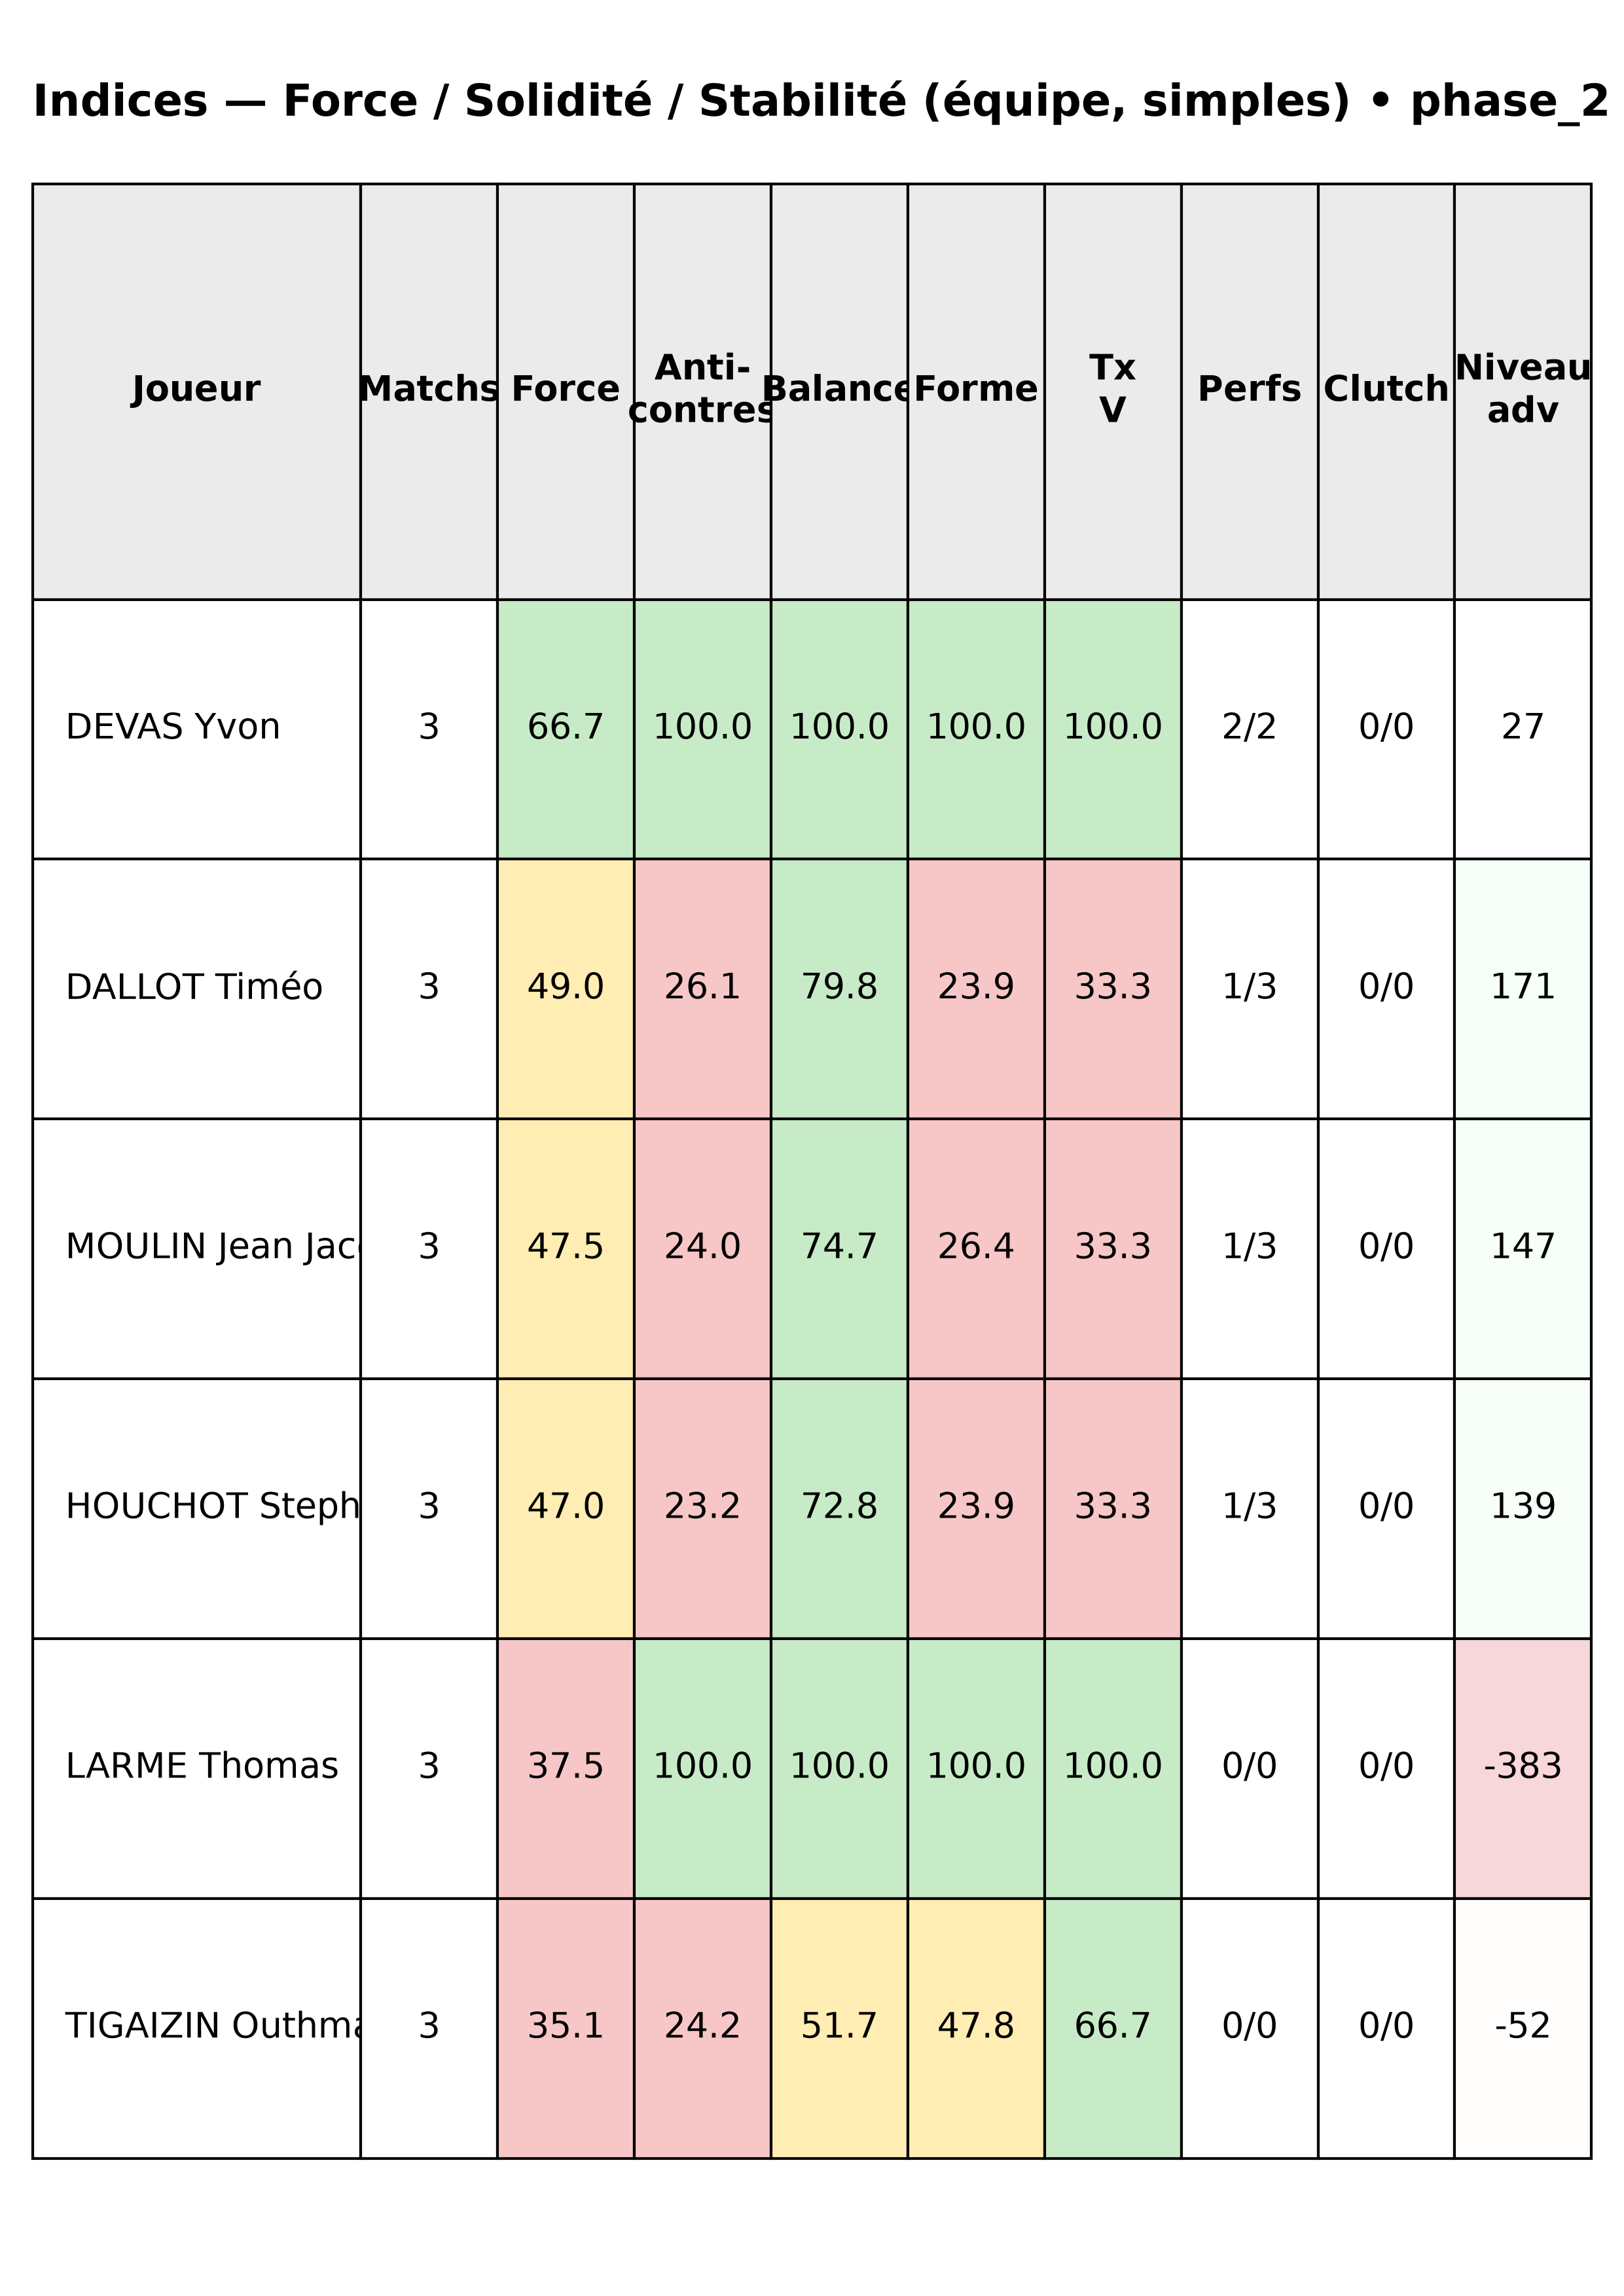 Indices — Force / Solidité / Stabilité (équipe, simples) • phase_2
Joueur Matchs Force Anti-contres Balance Forme Tx V Perfs Clutch Niveau adv
DEVAS Yvon 3 66.7 100.0 100.0 100.0 100.0 2/2 0/0 27
DALLOT Timéo 3 49.0 26.1 79.8 23.9 33.3 1/3 0/0 171
MOULIN Jean Jac 3 47.5 24.0 74.7 26.4 33.3 1/3 0/0 147
HOUCHOT Steph 3 47.0 23.2 72.8 23.9 33.3 1/3 0/0 139
LARME Thomas 3 37.5 100.0 100.0 100.0 100.0 0/0 0/0 -383
TIGAIZIN Outhma 3 35.1 24.2 51.7 47.8 66.7 0/0 0/0 -52